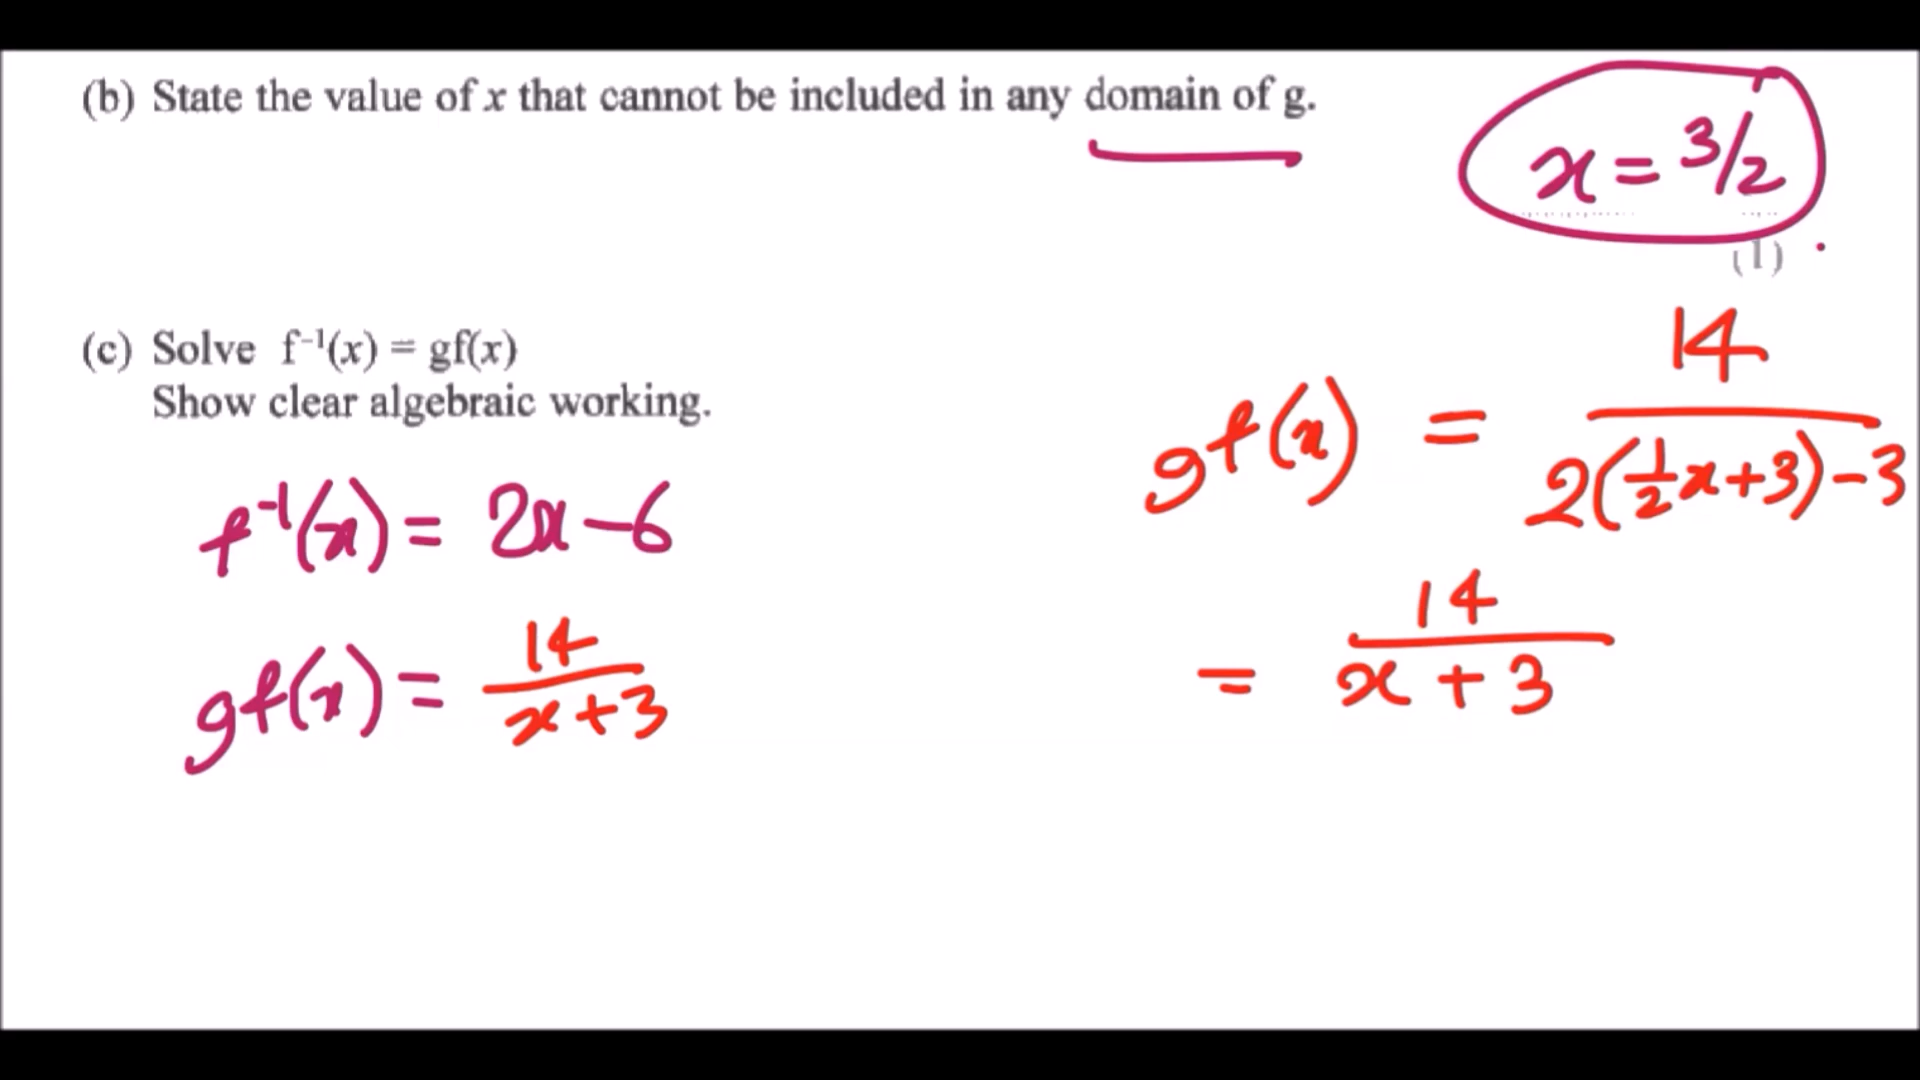 (b) State the value of x that cannot be included in any domain of g.
x = 3/2
(1)
(c) Solve f⁻¹(x) = gf(x)
Show clear algebraic working.
f⁻¹(x) = 2x − 6
gf(x) = 14/(x + 3)
gf(x) = 14/(2(½x + 3) − 3)
= 14/(x + 3)